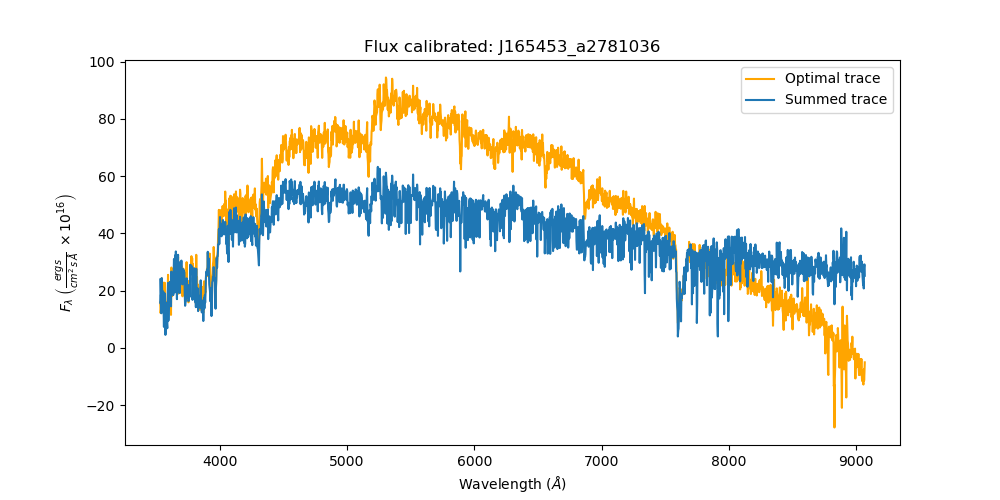 Flux calibrated: J165453_a2781036
Optimal trace
Summed trace
100
80
60
40
20
0
−20
F_λ (ergs / cm² s Å × 10¹⁶)
4000 5000 6000 7000 8000 9000
Wavelength (Å)